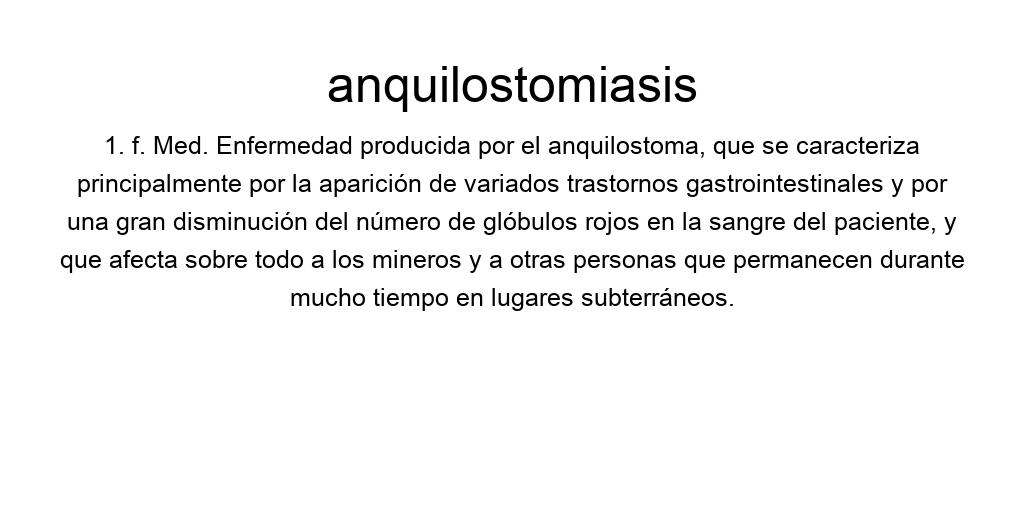 anquilostomiasis
1. f. Med. Enfermedad producida por el anquilostoma, que se caracteriza
principalmente por la aparición de variados trastornos gastrointestinales y por
una gran disminución del número de glóbulos rojos en la sangre del paciente, y
que afecta sobre todo a los mineros y a otras personas que permanecen durante
mucho tiempo en lugares subterráneos.